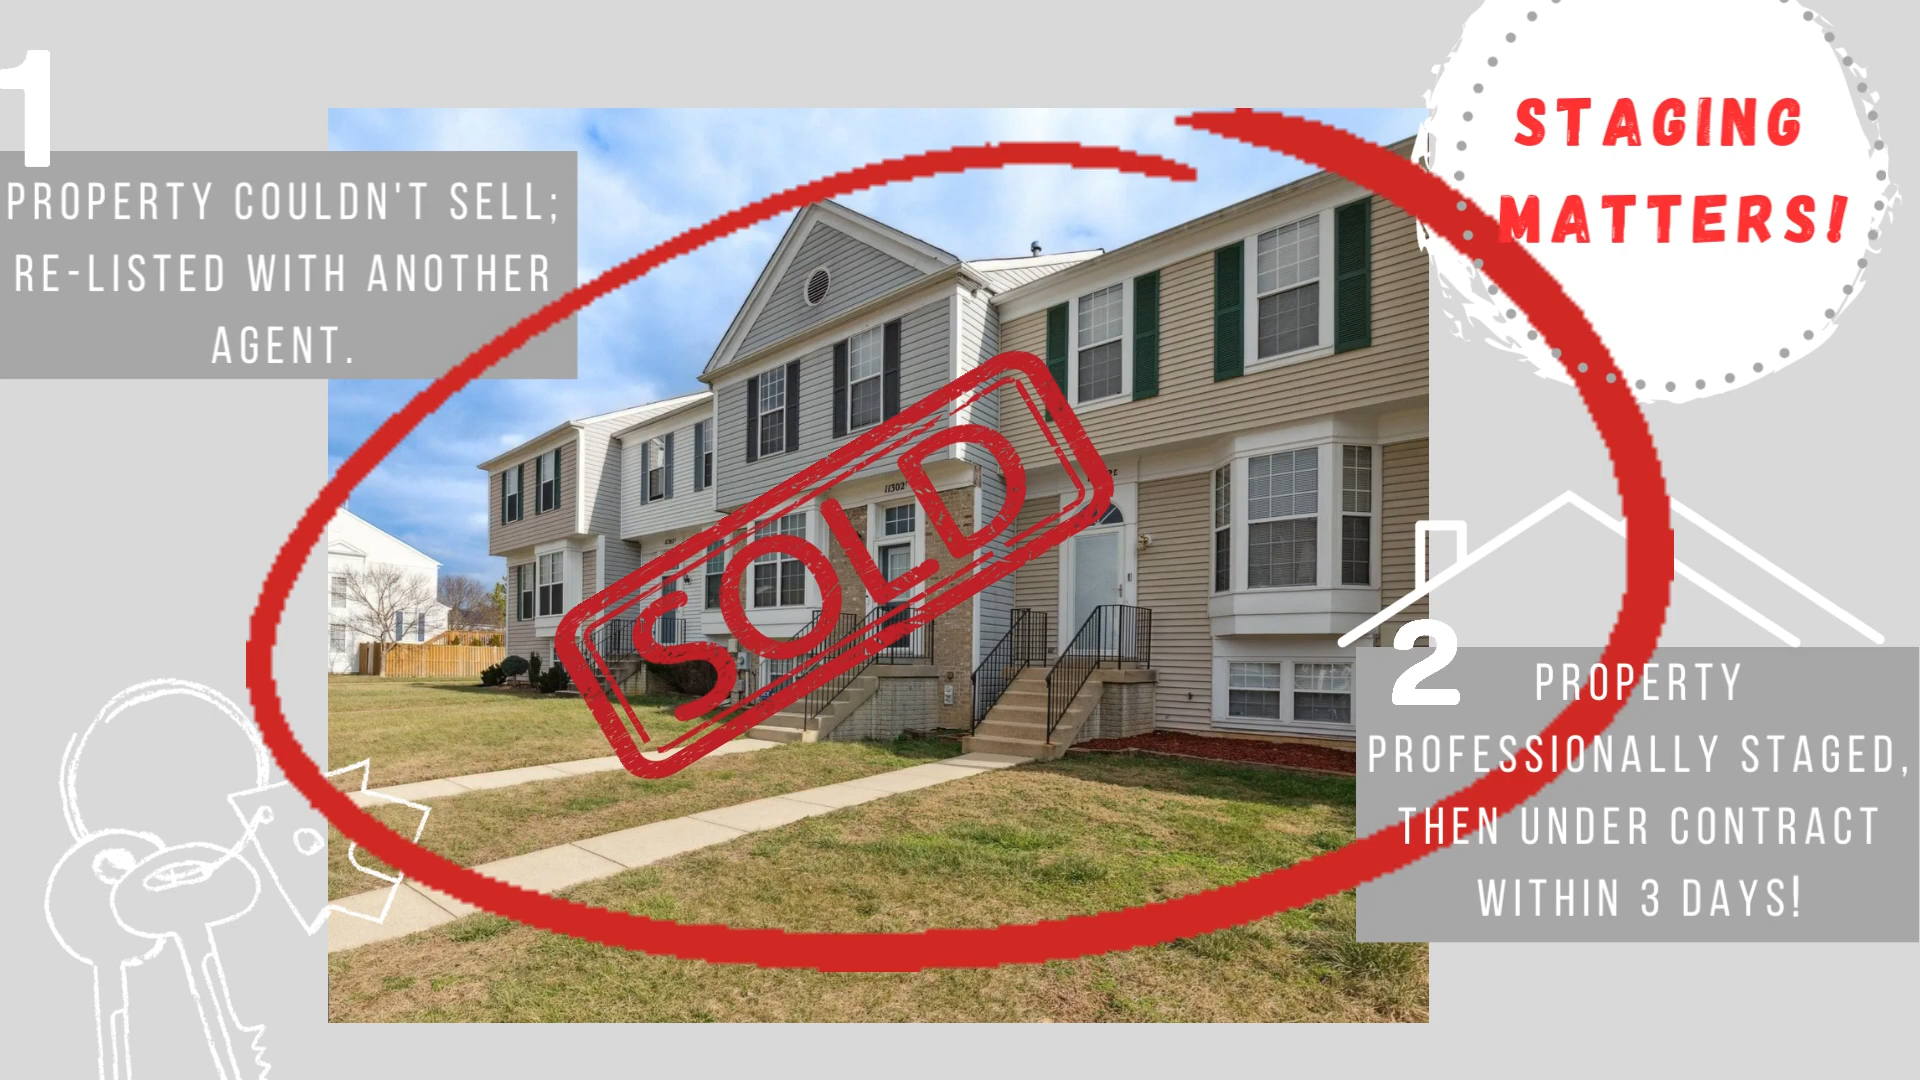 1
PROPERTY COULDN'T SELL;
RE-LISTED WITH ANOTHER
AGENT.
STAGING
MATTERS!
SOLD
11302
2
PROPERTY
PROFESSIONALLY STAGED,
THEN UNDER CONTRACT
WITHIN 3 DAYS!